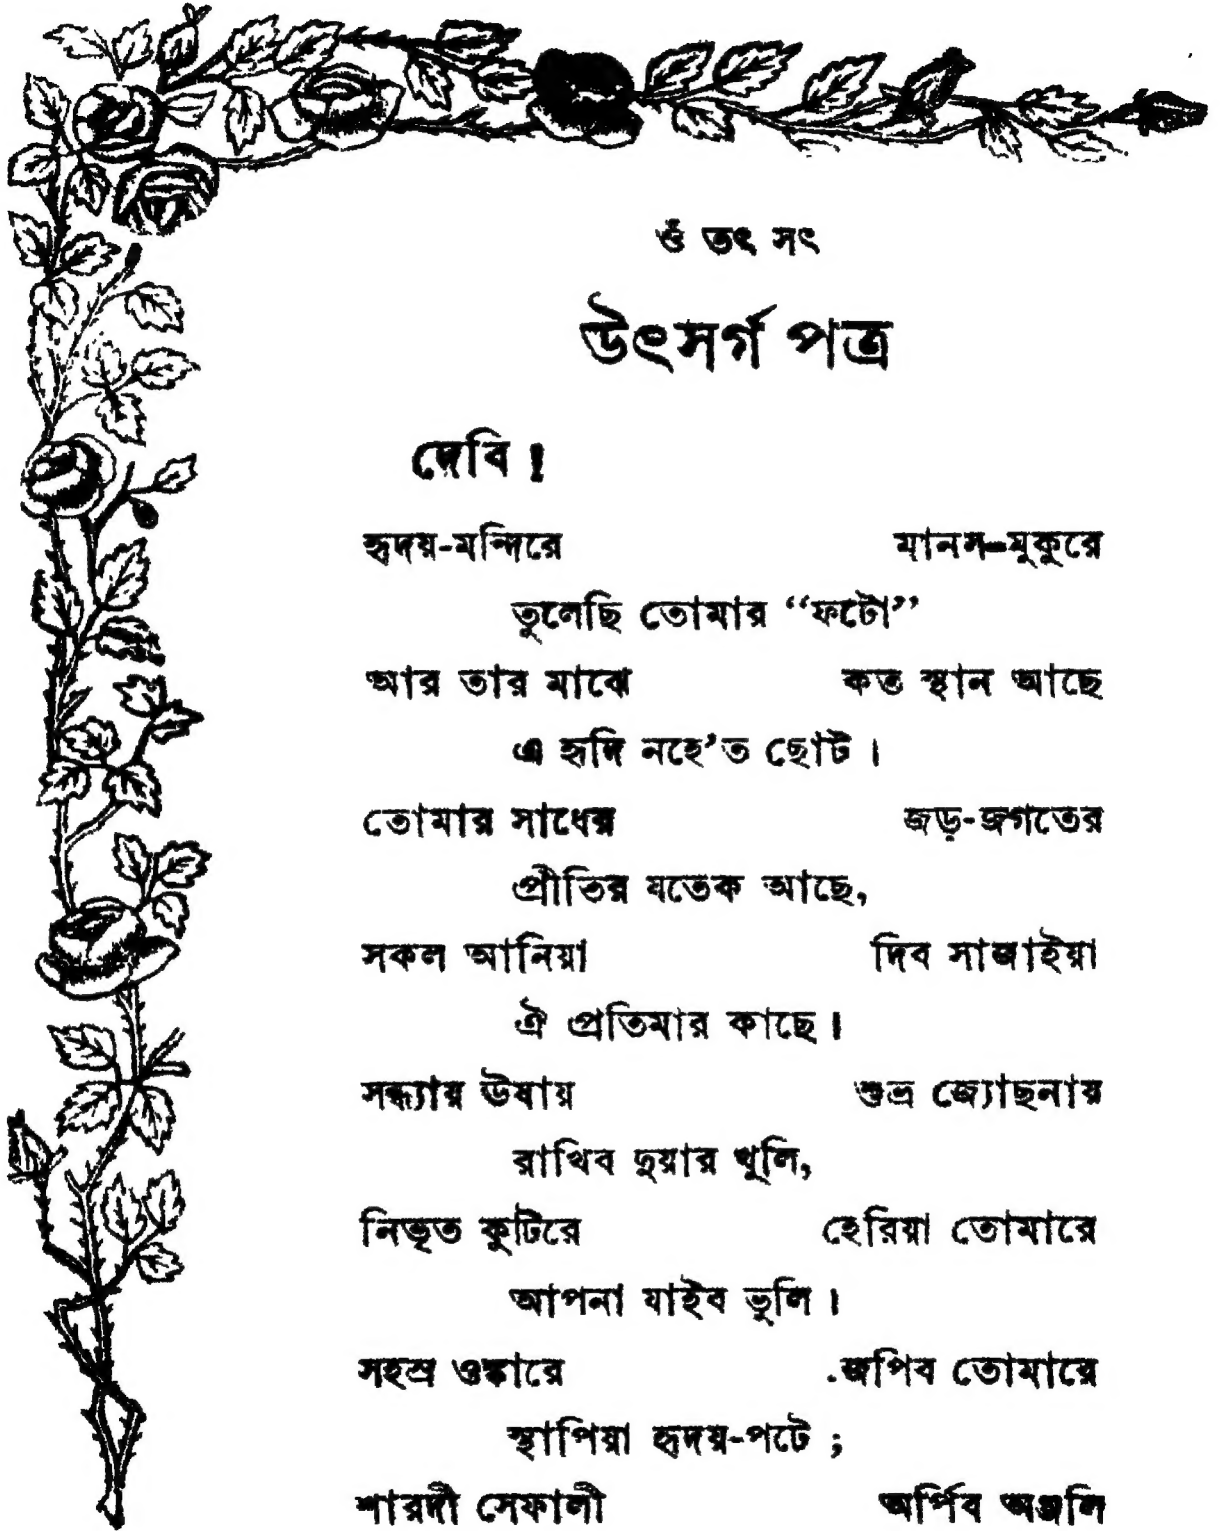 ওঁ তৎ সৎ
উৎসর্গ পত্র
দেবি !
হৃদয়-মন্দিরে মানস-মুকুরে
তুলেছি তোমার “ফটো”
আর তার মাঝে কত স্থান আছে
এ হৃদি নহে’ত ছোট ।
তোমার সাধের জড়-জগতের
প্রীতির যতেক আছে,
সকল আনিয়া দিব সাজাইয়া
ঐ প্রতিমার কাছে ।
সন্ধ্যায় ঊষায় শুভ্র জ্যোছনায়
রাখিব দুয়ার খুলি,
নিভৃত কুটিরে হেরিয়া তোমারে
আপনা যাইব ভুলি ।
সহস্র ওঙ্কারে জপিব তোমারে
স্থাপিয়া হৃদয়-পটে ;
শারদী সেফালী অর্পিব অঞ্জলি